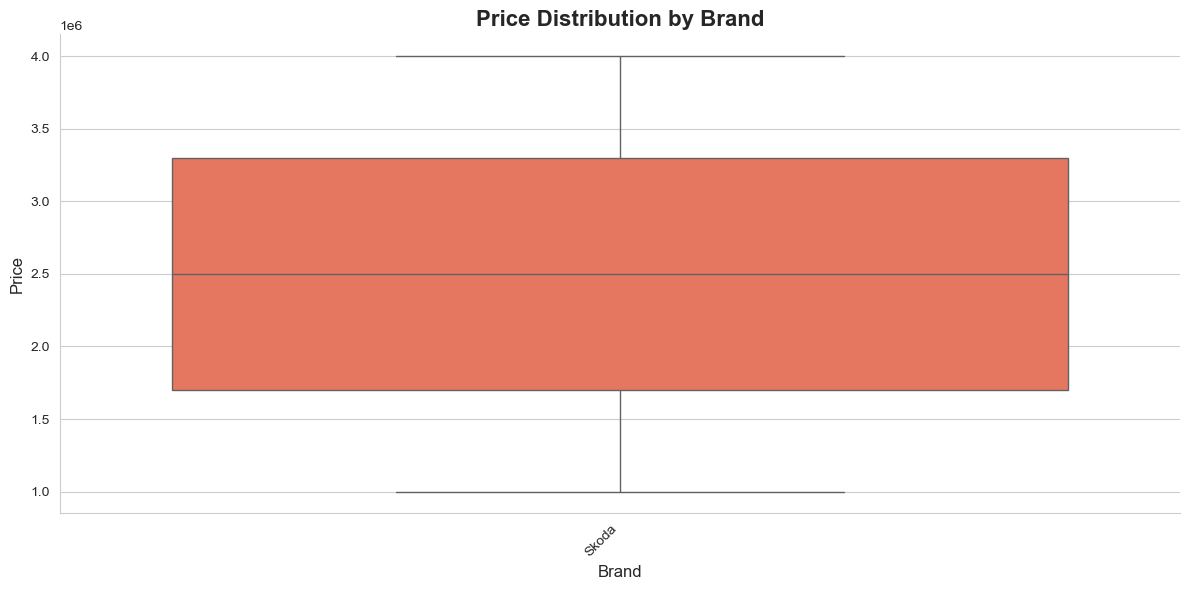 Price Distribution by Brand
1e6
4.0
3.5
3.0
2.5
2.0
1.5
1.0
Price
Skoda
Brand